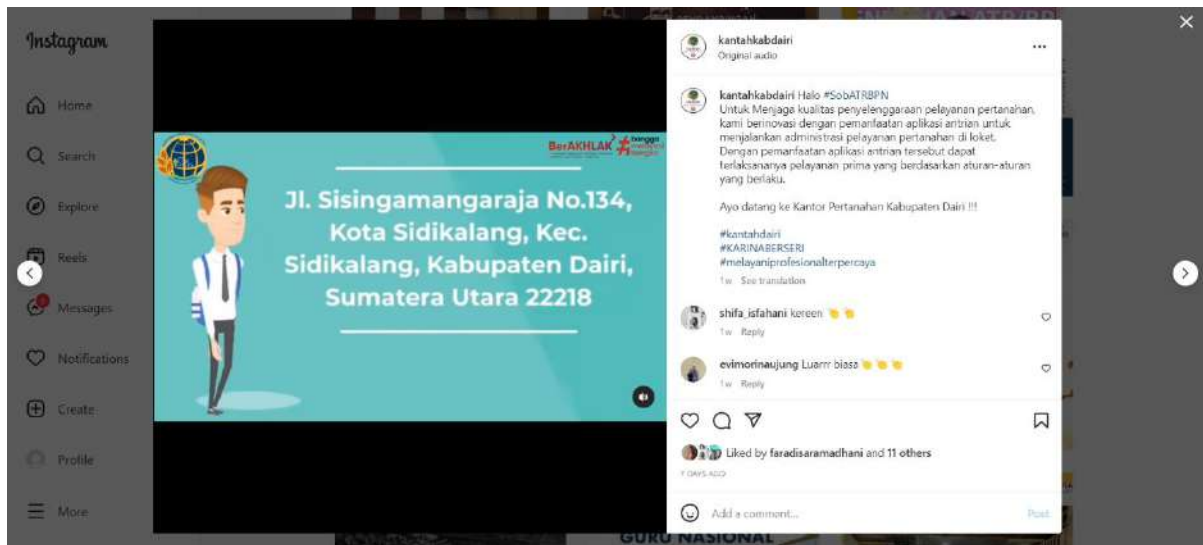 Instagram
Home
Search
Explore
Reels
Messages
Notifications
Create
Profile
More
BerAKHLAK
#bangga
melayani
bangsa
Jl. Sisingamangaraja No.134,
Kota Sidikalang, Kec.
Sidikalang, Kabupaten Dairi,
Sumatera Utara 22218
kantahkabdairi
Original audio
kantahkabdairi Halo #SobATRBPN
Untuk Menjaga kualitas penyelenggaraan pelayanan pertanahan,
kami berinovasi dengan pemanfaatan aplikasi antrian untuk
menjalankan administrasi pelayanan pertanahan di loket.
Dengan pemanfaatan aplikasi antrian tersebut dapat
terlaksananya pelayanan prima yang berdasarkan aturan-aturan
yang berlaku.
Ayo datang ke Kantor Pertanahan Kabupaten Dairi !!!
#kantahdairi
#KARINABERSERI
#melayaniprofesionalterpercaya
1w See translation
shifa_isfahani kereen 👏👏
1w Reply
evimorinaujung Luarrr biasa 👏👏👏
1w Reply
Liked by faradisaramadhani and 11 others
7 DAYS AGO
Add a comment...
Post
GURU NASIONAL